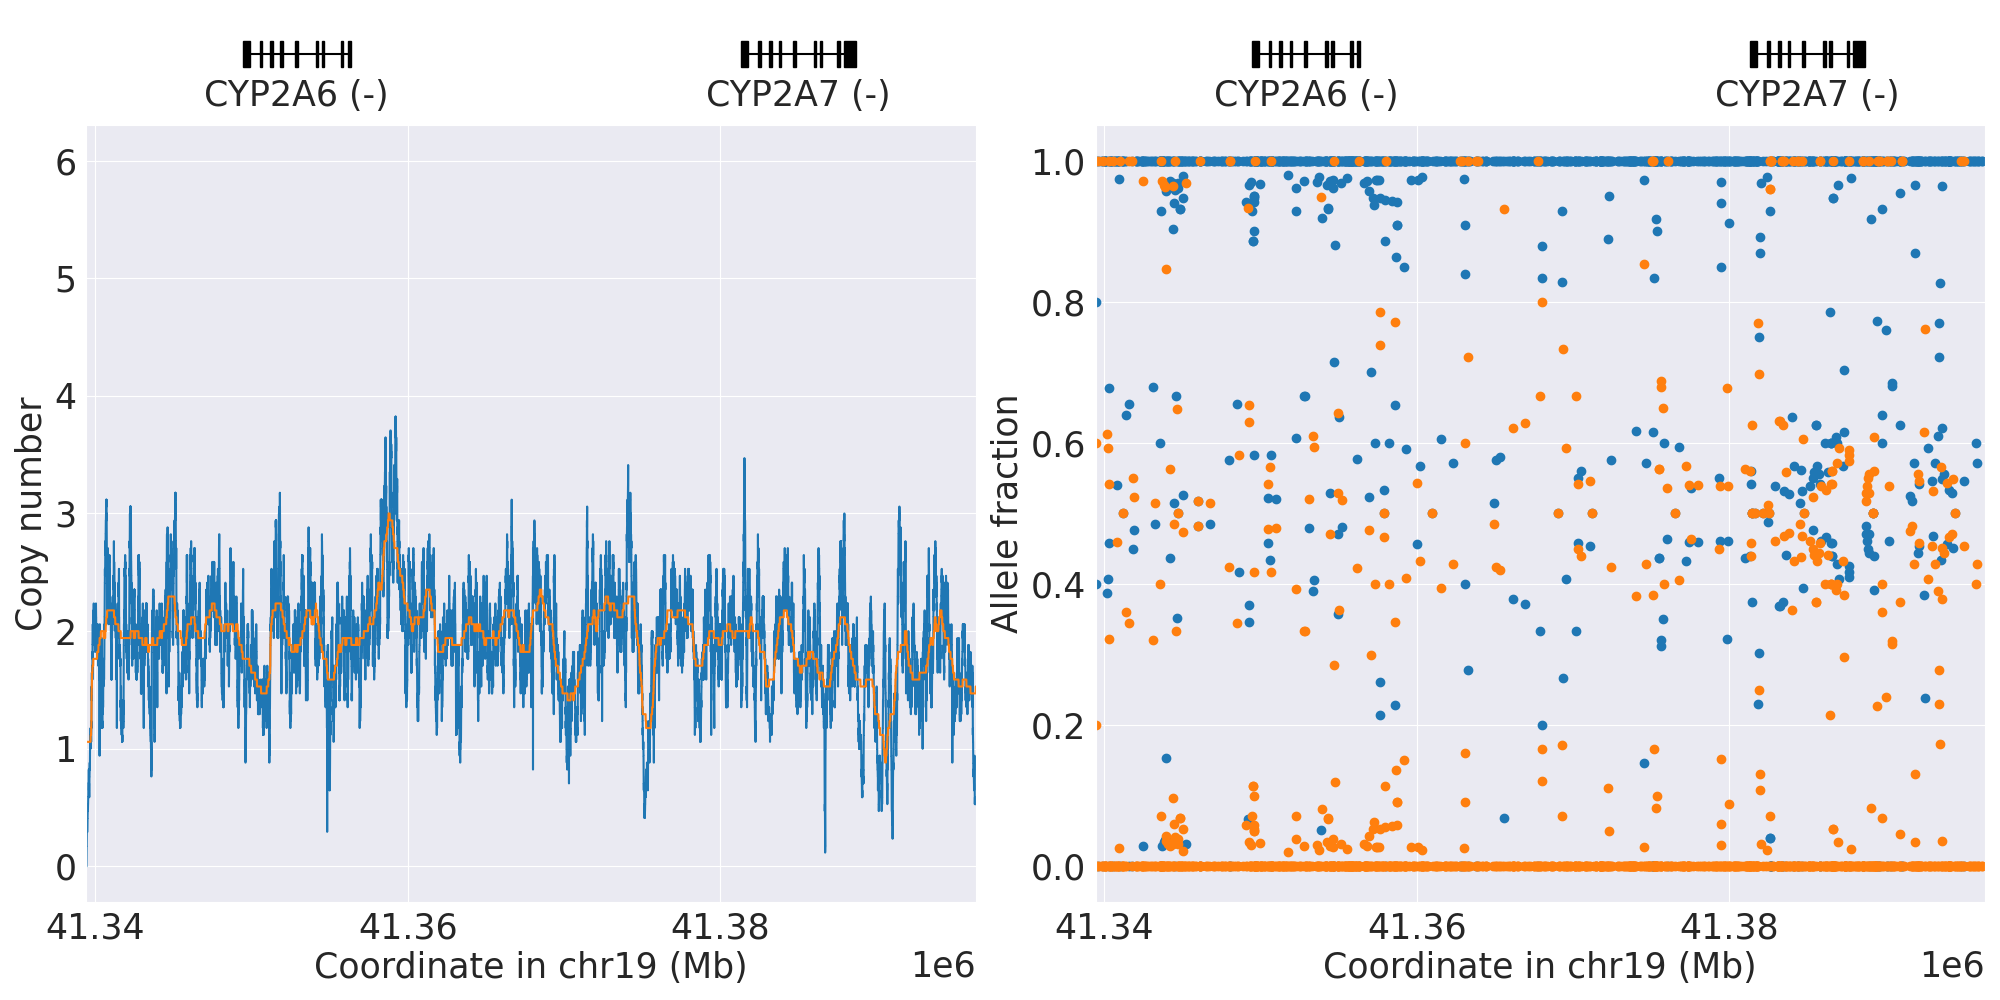 CYP2A6 (-)
CYP2A7 (-)
CYP2A6 (-)
CYP2A7 (-)
6
5
4
3
2
1
0
Copy number
41.34
41.36
41.38
Coordinate in chr19 (Mb)
1e6
1.0
0.8
0.6
0.4
0.2
0.0
Allele fraction
41.34
41.36
41.38
Coordinate in chr19 (Mb)
1e6